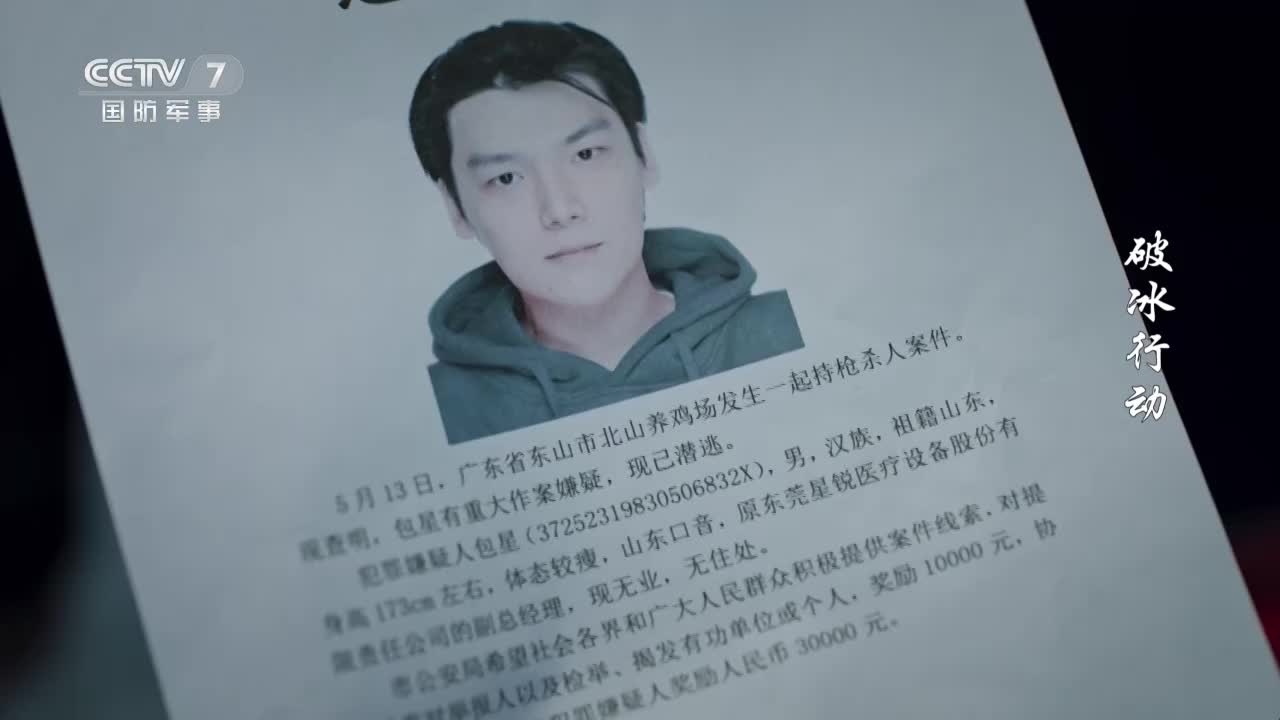 CCTV 7
国防军事
破冰行动
5月13日，广东省东山市北山养鸡场发生一起持枪杀人案件。
现查明，包星有重大作案嫌疑，现已潜逃。
犯罪嫌疑人包星（37252319830506832X），男，汉族，祖籍山东，
身高173cm左右，体态较瘦，山东口音，原东莞星锐医疗设备股份有
限责任公司的副总经理，现无业，无住处。
市公安局希望社会各界和广大人民群众积极提供案件线索，对提
举报人以及检举、揭发有功单位或个人，奖励10000元，协
犯罪嫌疑人奖励人民币30000元。